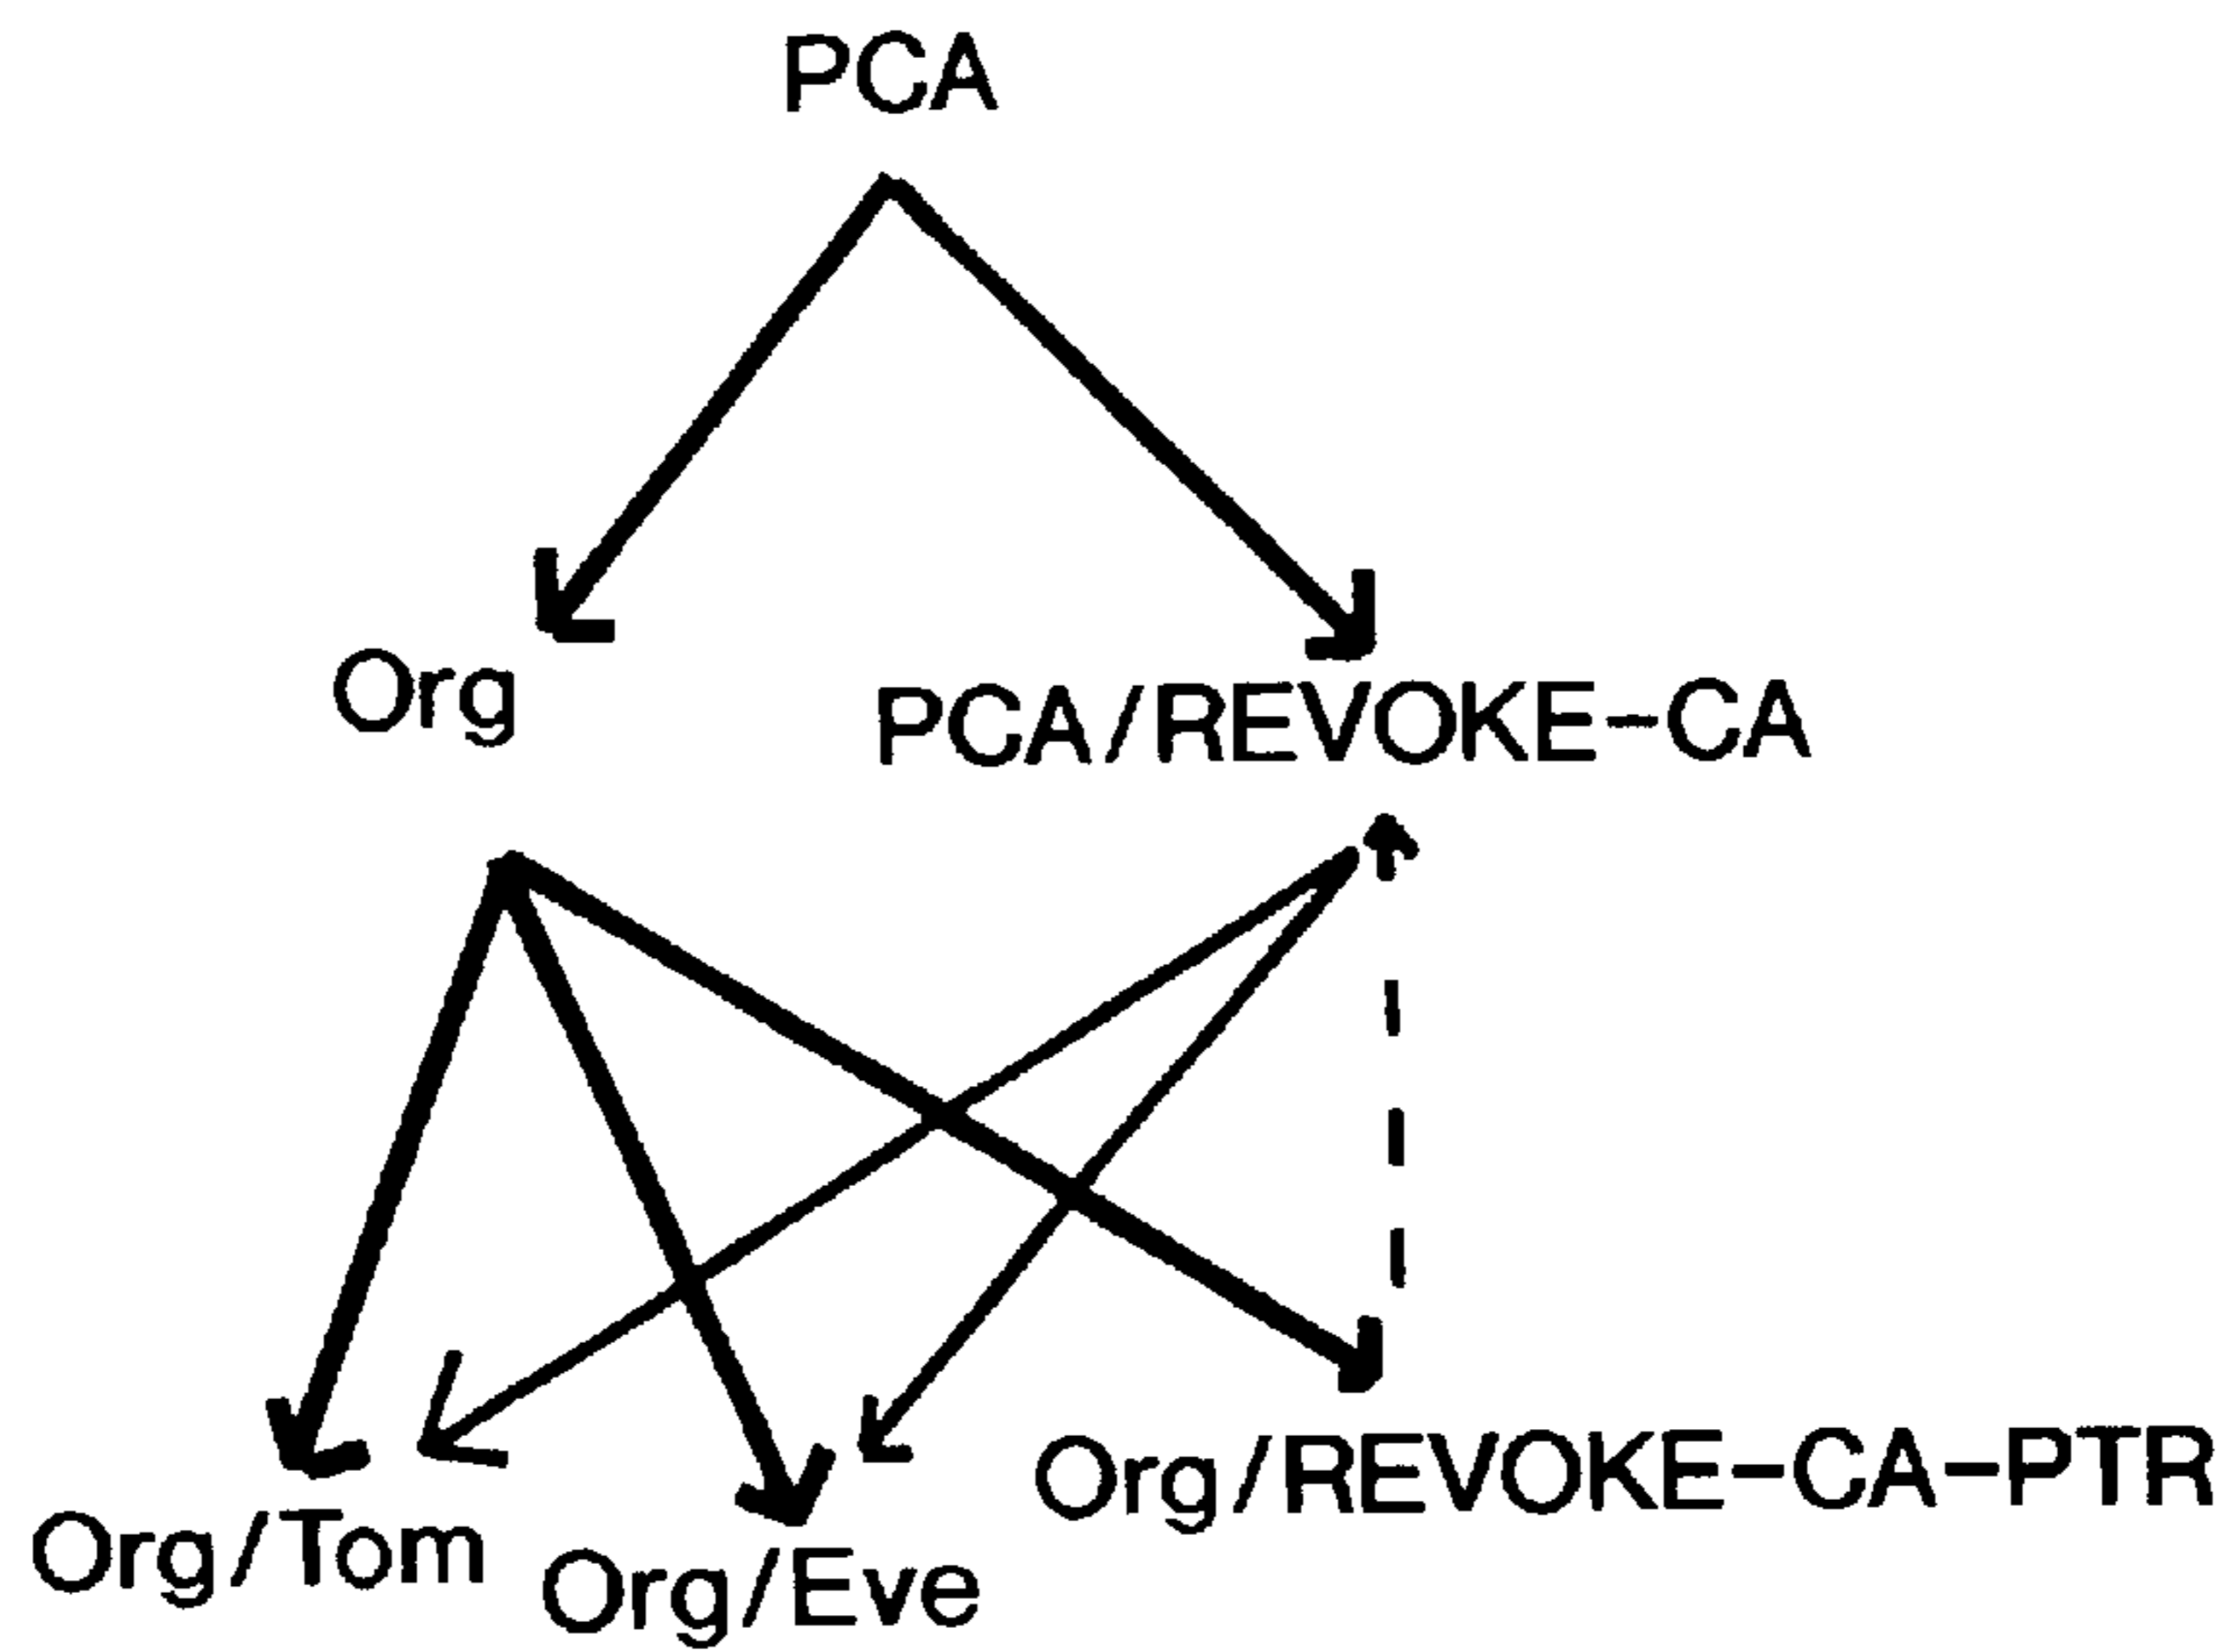 PCA
Org
PCA/REVOKE-CA
Org/REVOKE-CA-PTR
Org/Tom
Org/Eve